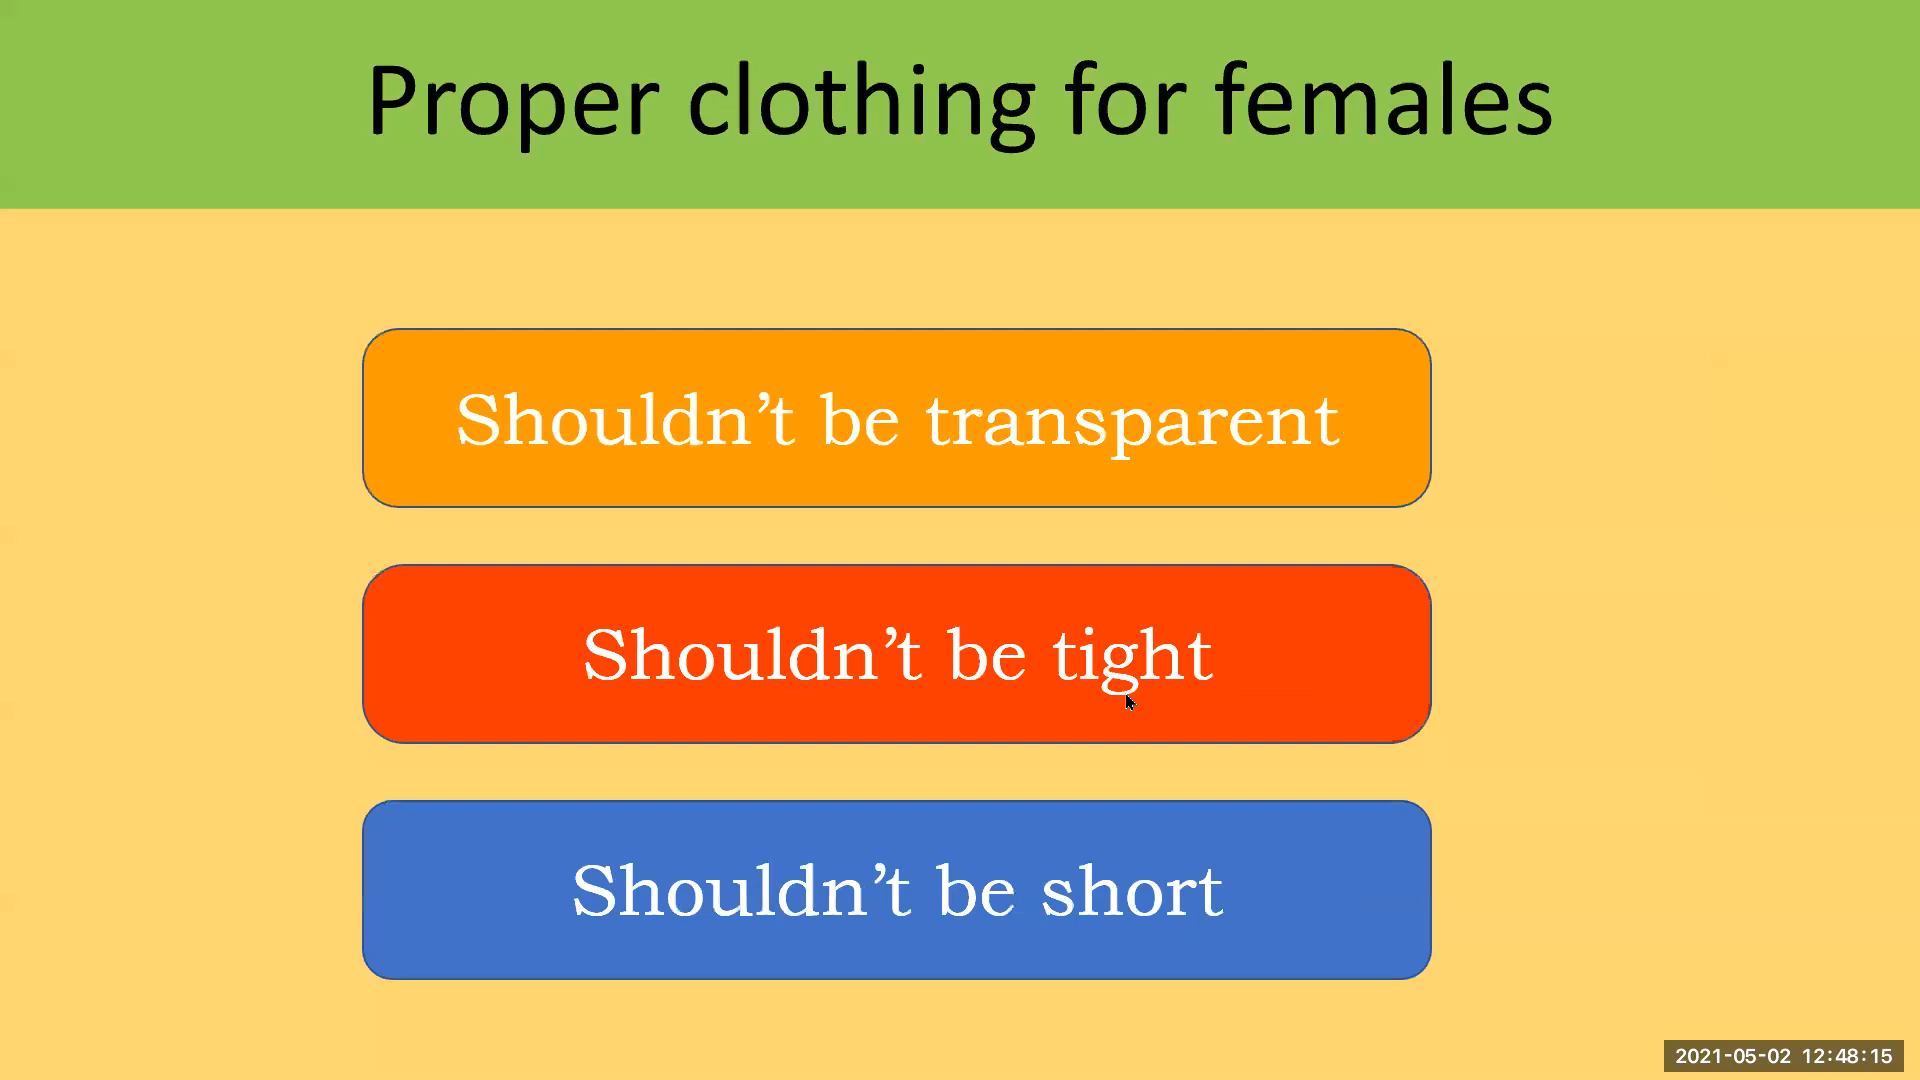 Proper clothing for females
Shouldn’t be transparent
Shouldn’t be tight
Shouldn’t be short
2021-05-02 12:48:15